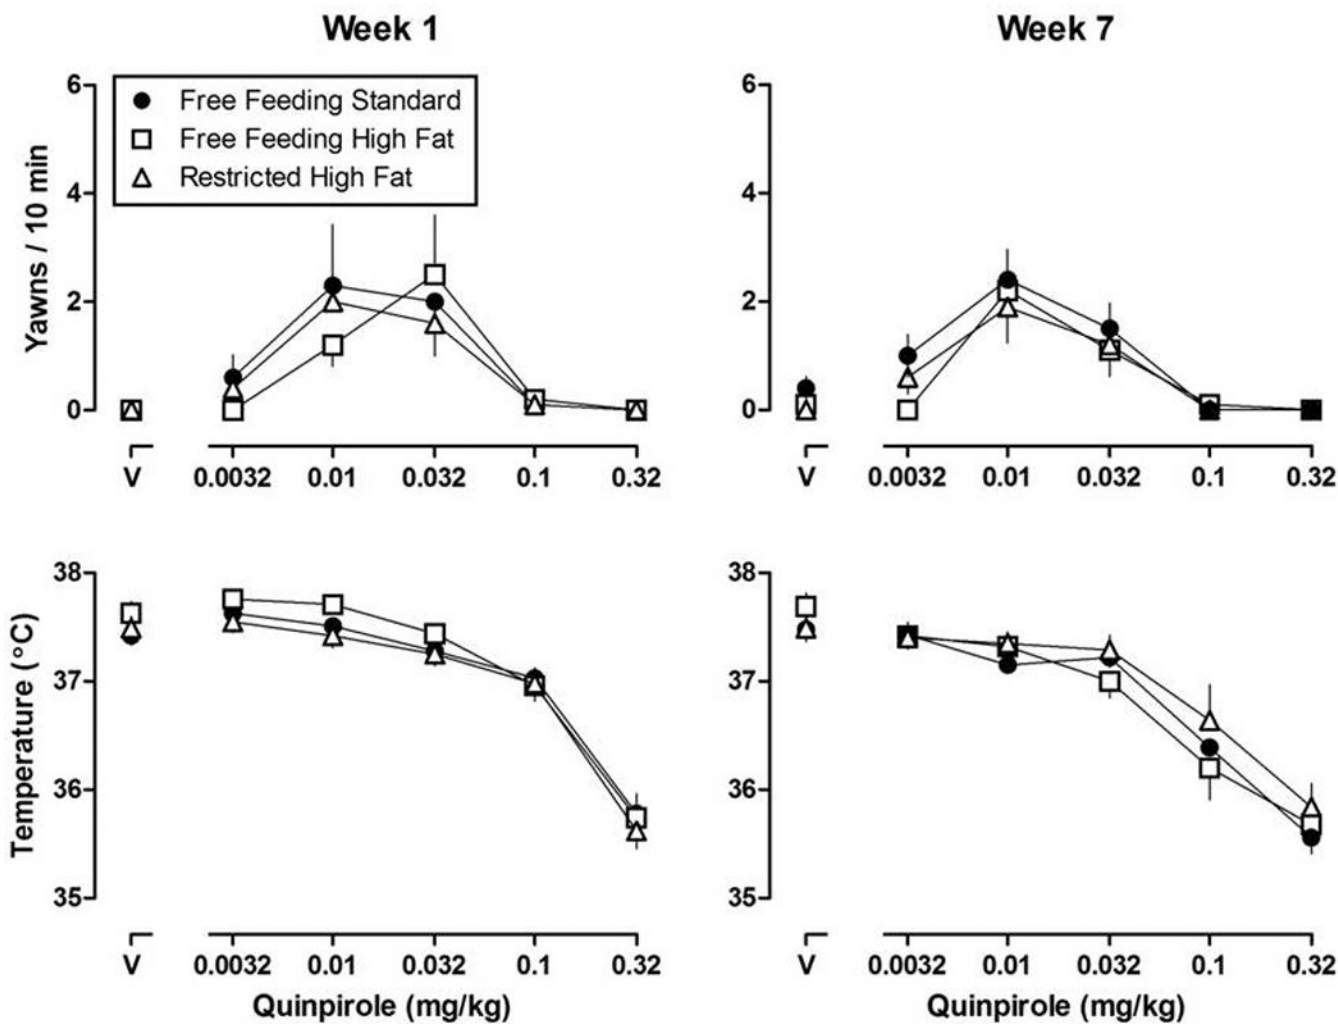 Week 1
Week 7
6
4
2
0
Yawns / 10 min
Free Feeding Standard
Free Feeding High Fat
Restricted High Fat
V 0.0032 0.01 0.032 0.1 0.32
6
4
2
0
V 0.0032 0.01 0.032 0.1 0.32
38
37
36
35
Temperature (°C)
V 0.0032 0.01 0.032 0.1 0.32
Quinpirole (mg/kg)
38
37
36
35
V 0.0032 0.01 0.032 0.1 0.32
Quinpirole (mg/kg)